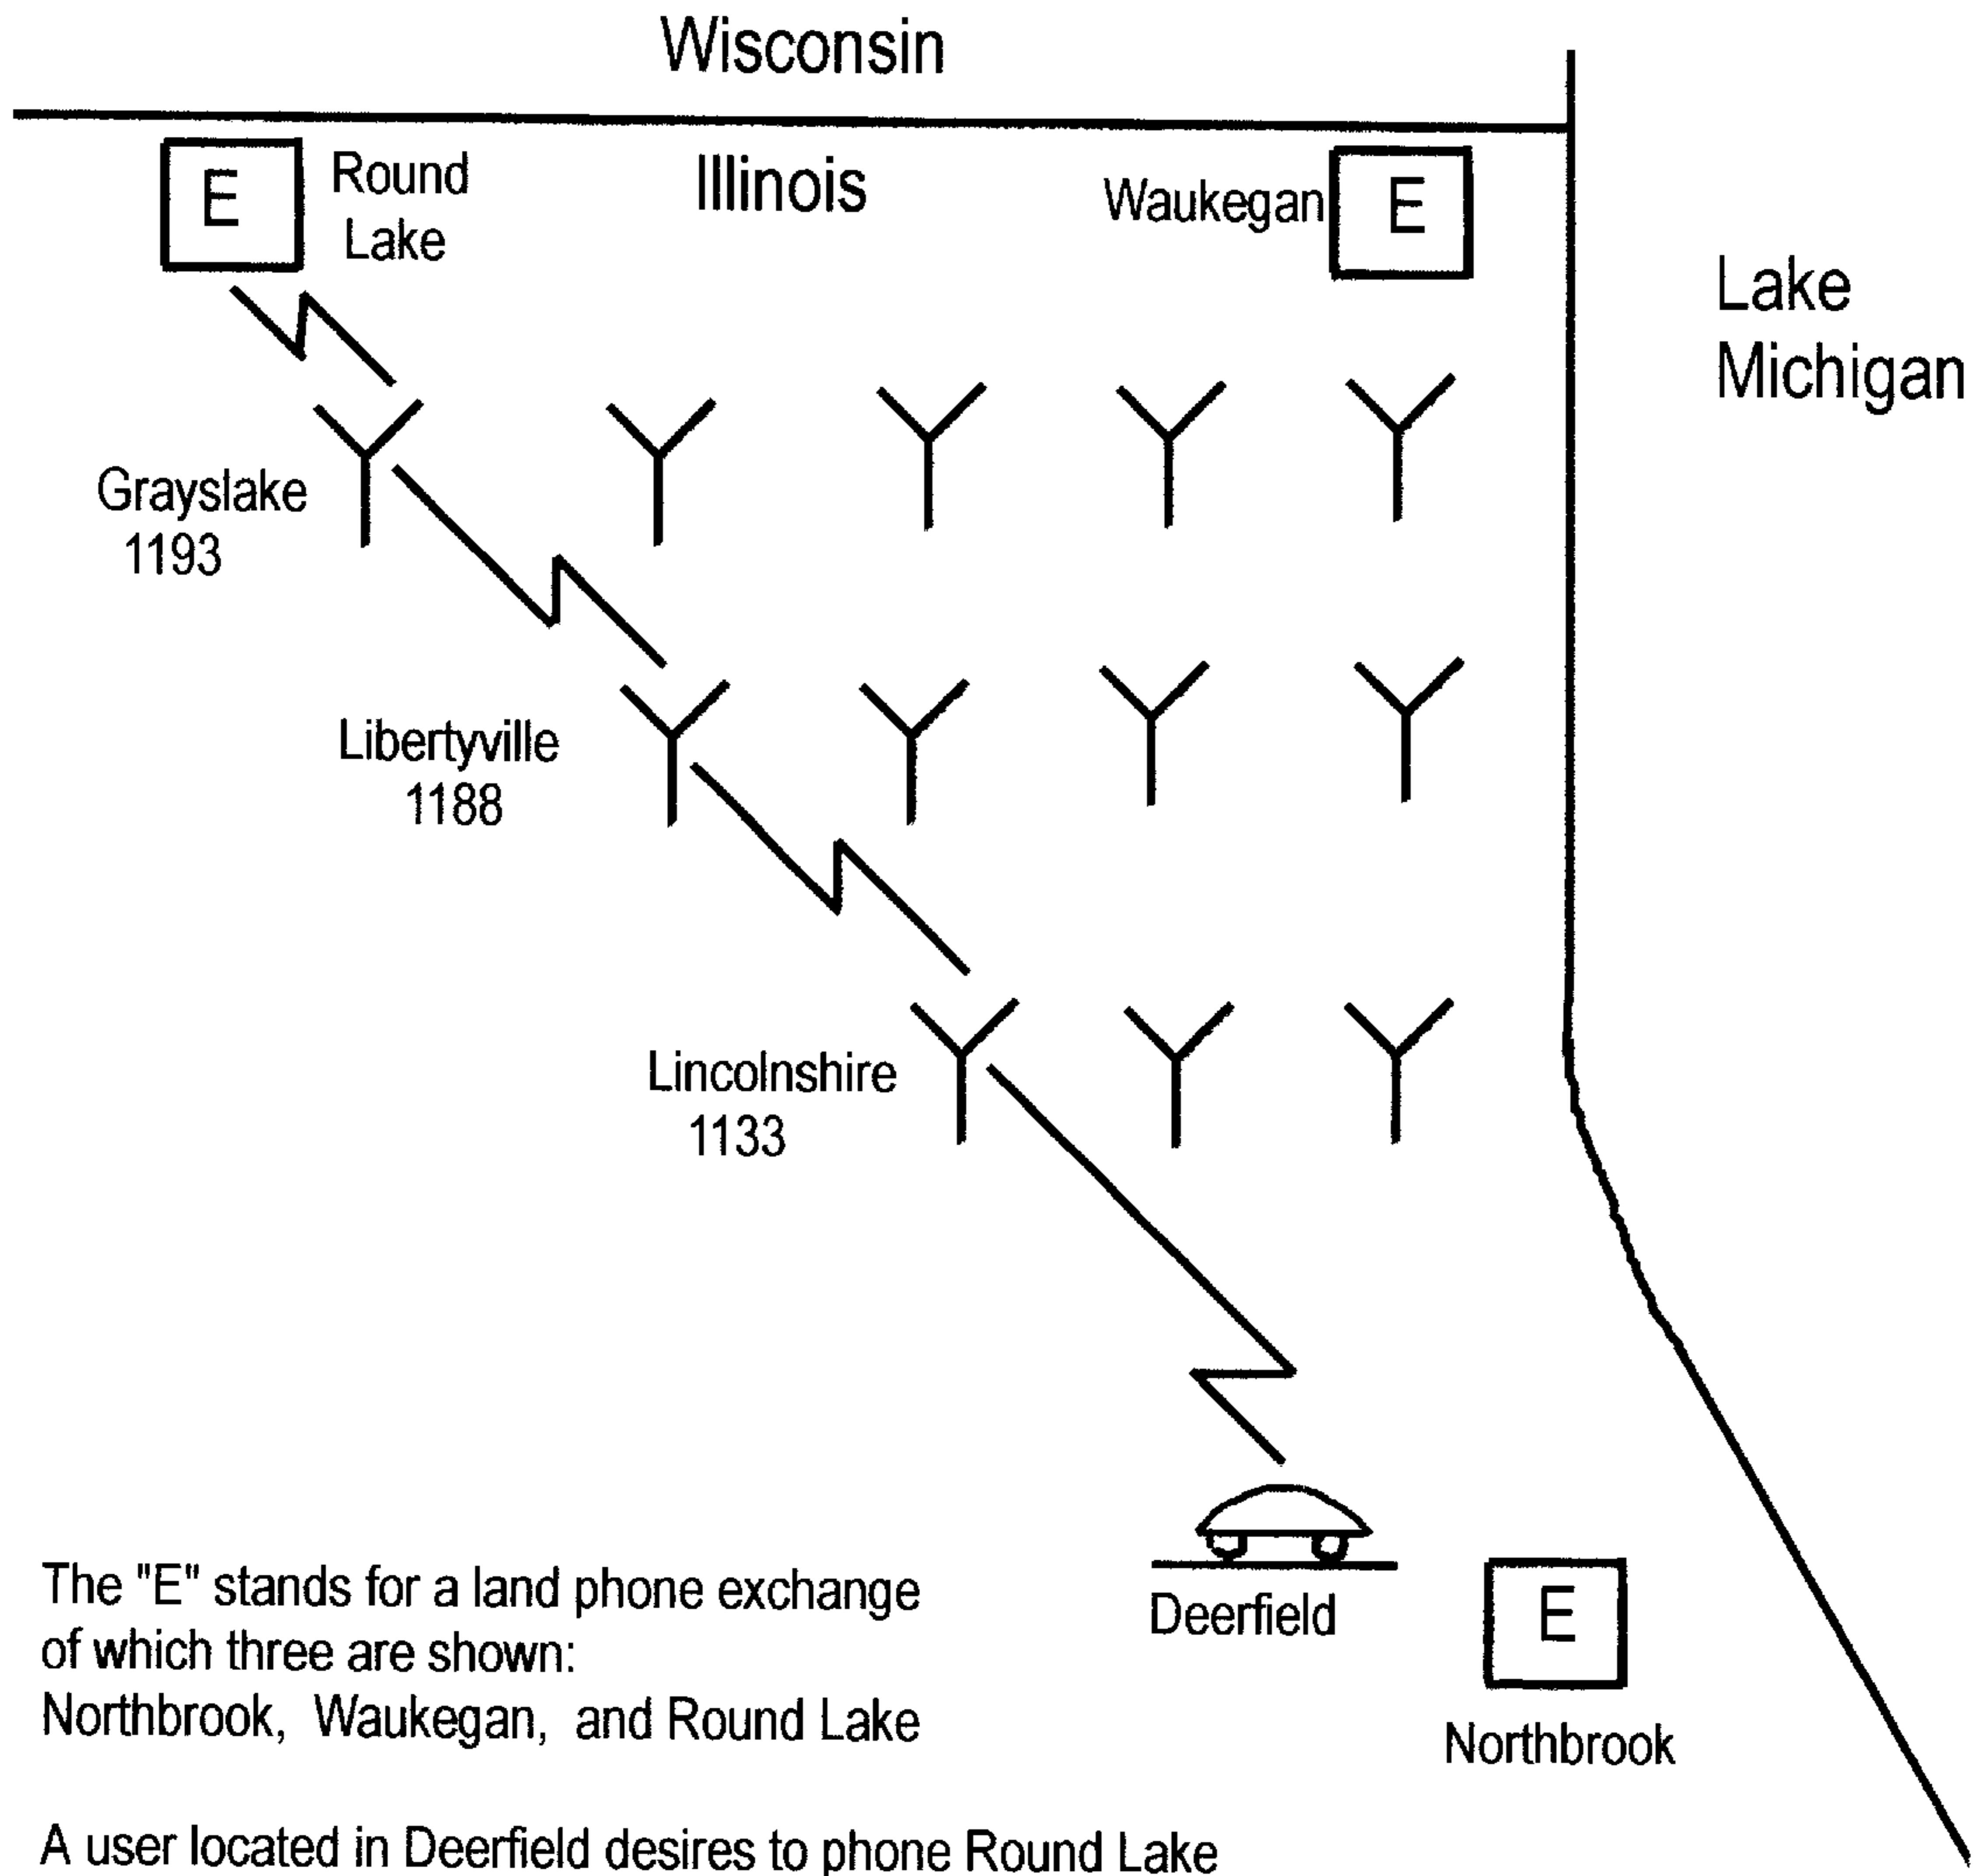 Wisconsin
E
Round
Lake
Illinois
Waukegan
E
Lake
Michigan
Grayslake
1193
Libertyville
1188
Lincolnshire
1133
Deerfield
E
Northbrook
The "E" stands for a land phone exchange
of which three are shown:
Northbrook, Waukegan, and Round Lake
A user located in Deerfield desires to phone Round Lake